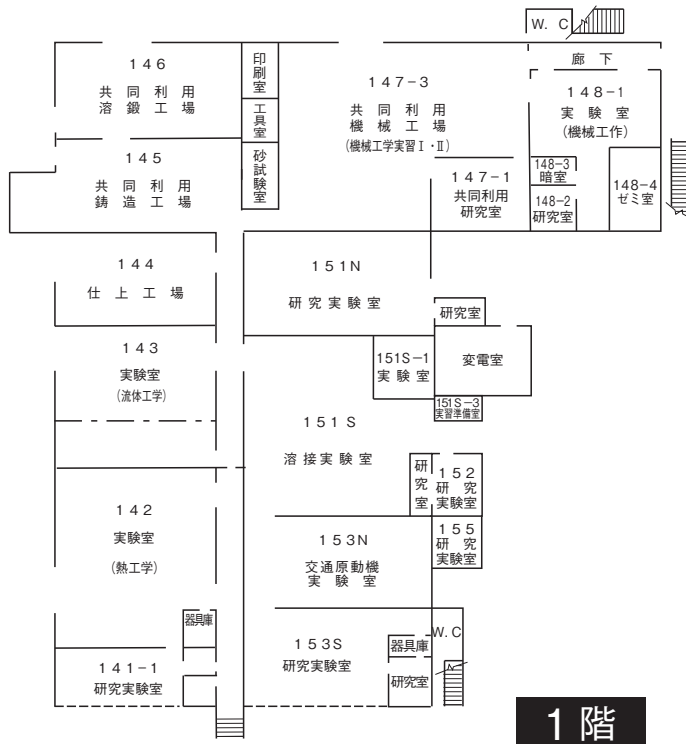 W. C
廊 下
146
共 同 利 用
溶 鍛 工 場
印刷室
工具室
砂試験室
147-3
共 同 利 用
機 械 工 場
(機械工学実習Ⅰ・Ⅱ)
148-1
実 験 室
(機械工作)
145
共 同 利 用
鋳 造 工 場
147-1
共同利用
研究室
148-3
暗室
148-2
研究室
148-4
ゼミ室
144
仕 上 工 場
151N
研 究 実 験 室
研究室
143
実験室
(流体工学)
151S-1
実 験 室
変電室
151S-3
実習準備室
151S
溶 接 実 験 室
研究室
152
研 究
実験室
142
実験室
(熱工学)
153N
交通原動機
実 験 室
155
研 究
実験室
器具庫
153S
研究実験室
器具庫
W. C
141-1
研究実験室
研究室
1階